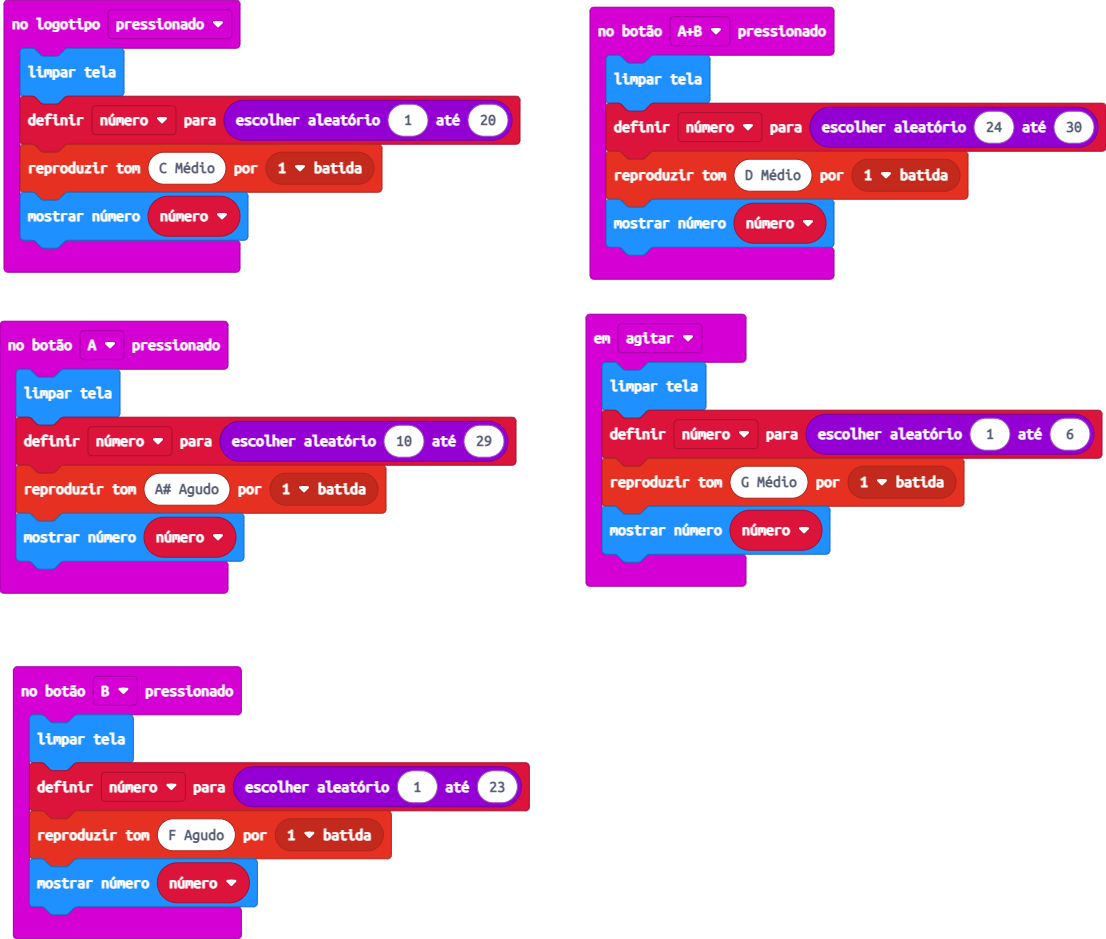 no logotipo pressionado
limpar tela
definir número para escolher aleatório 1 até 20
reproduzir tom C Médio por 1 batida
mostrar número número
no botão A+B pressionado
limpar tela
definir número para escolher aleatório 24 até 30
reproduzir tom D Médio por 1 batida
mostrar número número
no botão A pressionado
limpar tela
definir número para escolher aleatório 10 até 29
reproduzir tom A# Agudo por 1 batida
mostrar número número
em agitar
limpar tela
definir número para escolher aleatório 1 até 6
reproduzir tom G Médio por 1 batida
mostrar número número
no botão B pressionado
limpar tela
definir número para escolher aleatório 1 até 23
reproduzir tom F Agudo por 1 batida
mostrar número número